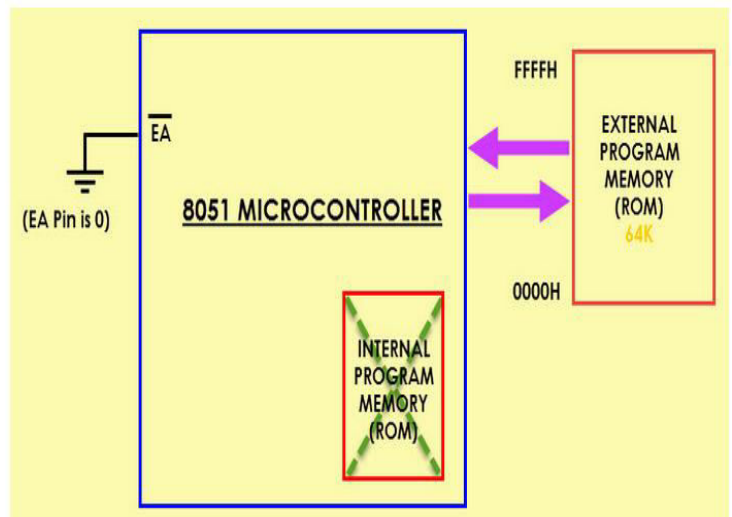 EA
(EA Pin is 0)
8051 MICROCONTROLLER
INTERNAL
PROGRAM
MEMORY
(ROM)
FFFFH
0000H
EXTERNAL
PROGRAM
MEMORY
(ROM)
64K